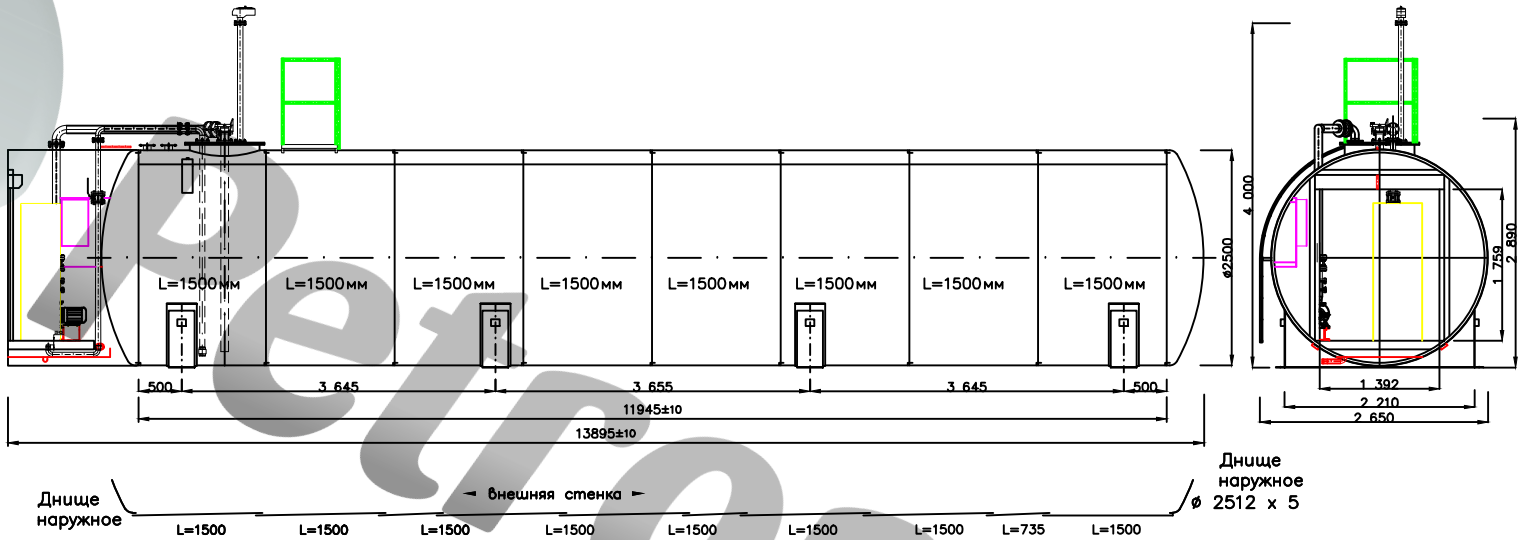 4 000
2 890
1 759
ø2500
L=1500мм
L=1500мм
L=1500мм
L=1500мм
L=1500мм
L=1500мм
L=1500мм
L=1500мм
500
3 645
3 655
3 645
500
11945±10
13895±10
1 392
2 210
2 650
Днище
наружное
внешняя стенка
Днище
наружное
ø 2512 x 5
L=1500
L=1500
L=1500
L=1500
L=1500
L=1500
L=1500
L=735
L=1500
Petro